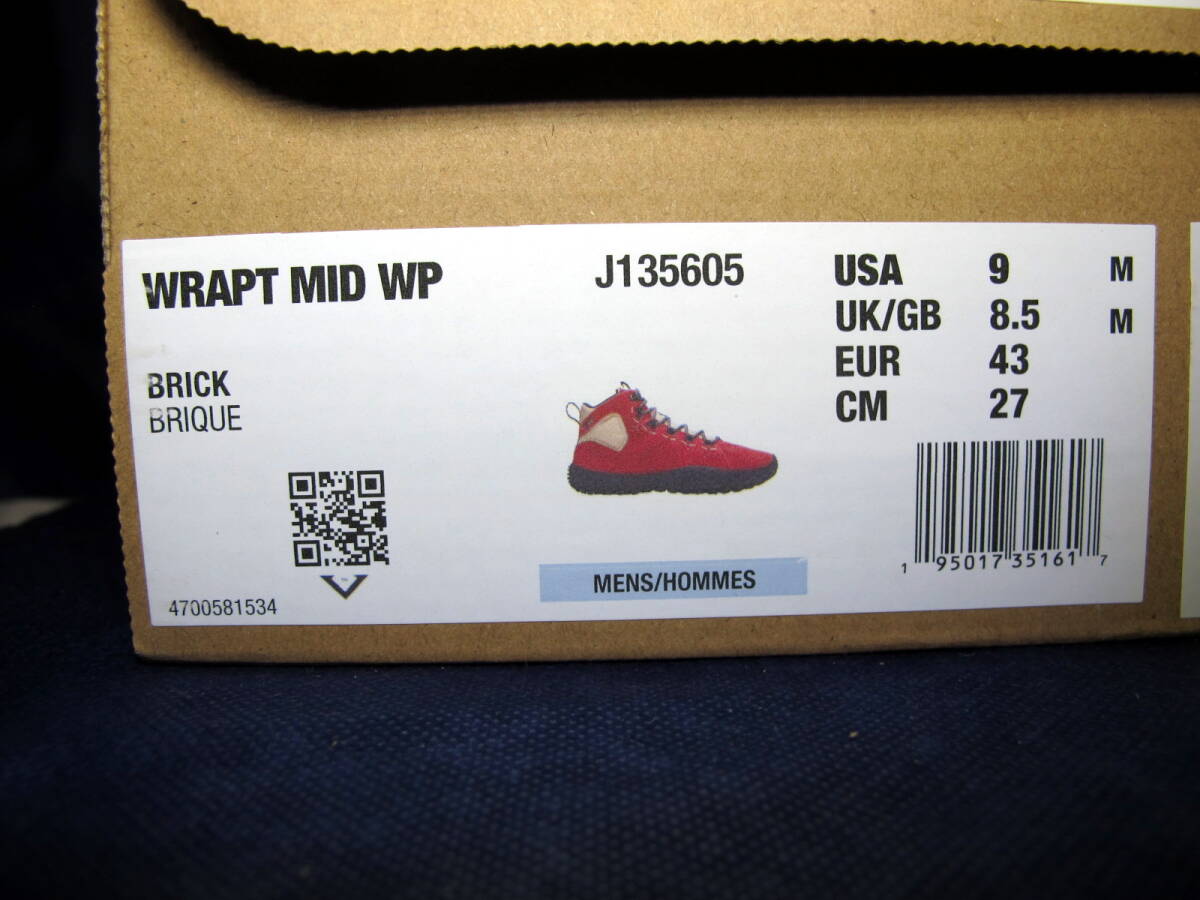 WRAPT MID WP
J135605
USA 9 M
UK/GB 8.5 M
EUR 43
CM 27
BRICK
BRIQUE
4700581534
MENS/HOMMES
1 95017 35161 7